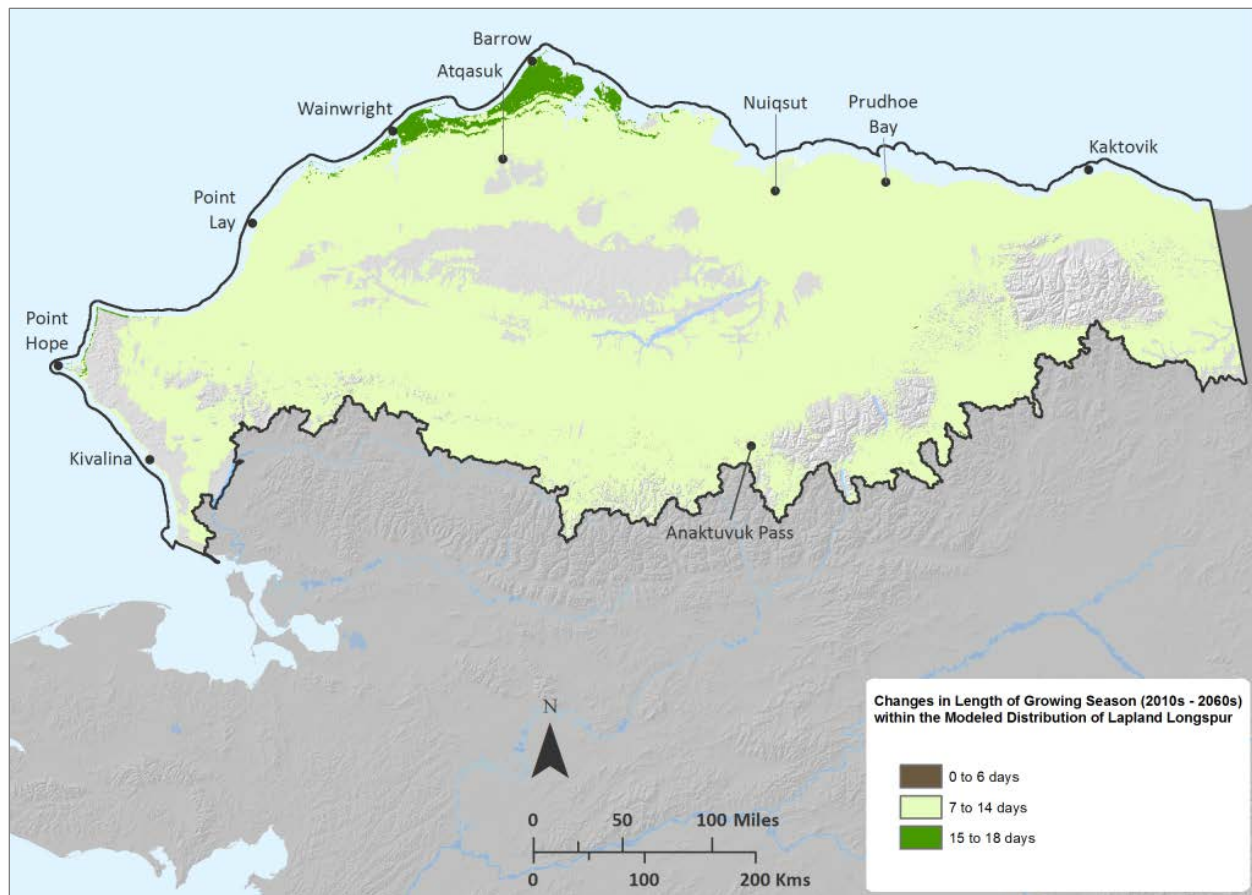 Barrow
Atqasuk
Wainwright
Nuiqsut
Prudhoe
Bay
Kaktovik
Point
Lay
Point
Hope
Kivalina
Anaktuvuk Pass
N
0 50 100 Miles
0 100 200 Kms
Changes in Length of Growing Season (2010s - 2060s)
within the Modeled Distribution of Lapland Longspur
0 to 6 days
7 to 14 days
15 to 18 days